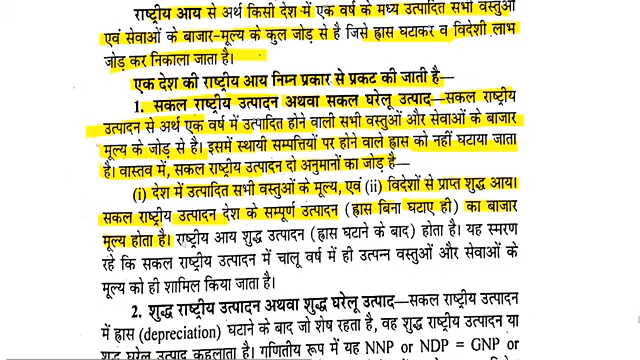 राष्ट्रीय आय से अर्थ किसी देश में एक वर्ष के मध्य उत्पादित सभी वस्तुओं
एवं सेवाओं के बाजार-मूल्य के कुल जोड़ से है जिसे ह्रास घटाकर व विदेशी लाभ
जोड़ कर निकाला जाता है।
एक देश की राष्ट्रीय आय निम्न प्रकार से प्रकट की जाती है—
1. सकल राष्ट्रीय उत्पादन अथवा सकल घरेलू उत्पाद—सकल राष्ट्रीय
उत्पादन से अर्थ एक वर्ष में उत्पादित होने वाली सभी वस्तुओं और सेवाओं के बाजार
मूल्य के जोड़ से है। इसमें स्थायी सम्पत्तियों पर होने वाले ह्रास को नहीं घटाया जाता
है। वास्तव में, सकल राष्ट्रीय उत्पादन दो अनुमानों का जोड़ है—
(i) देश में उत्पादित सभी वस्तुओं के मूल्य, एवं (ii) विदेशों से प्राप्त शुद्ध आय।
सकल राष्ट्रीय उत्पादन देश के सम्पूर्ण उत्पादन (ह्रास बिना घटाए ही) का बाजार
मूल्य होता है। राष्ट्रीय आय शुद्ध उत्पादन (ह्रास घटाने के बाद) होता है। यह स्मरण
रहे कि सकल राष्ट्रीय उत्पादन में चालू वर्ष में ही उत्पन्न वस्तुओं और सेवाओं के
मूल्य को ही शामिल किया जाता है।
2. शुद्ध राष्ट्रीय उत्पादन अथवा शुद्ध घरेलू उत्पाद—सकल राष्ट्रीय उत्पादन
में ह्रास (depreciation) घटाने के बाद जो शेष रहता है, वह शुद्ध राष्ट्रीय उत्पादन या
शुद्ध घरेलू उत्पाद कहलाता है। गणितीय रूप में यह NNP or NDP = GNP or